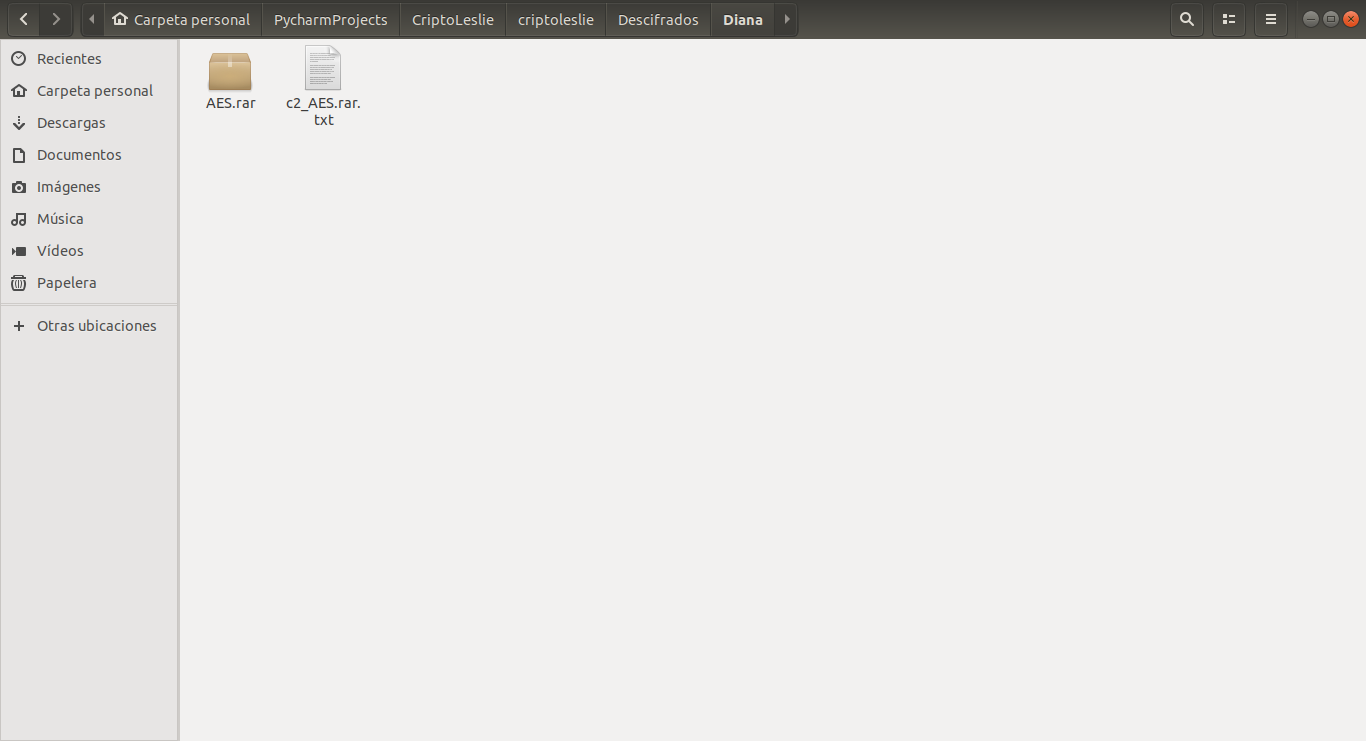 Carpeta personal PycharmProjects CriptoLeslie criptoleslie Descifrados Diana
Recientes
Carpeta personal
Descargas
Documentos
Imágenes
Música
Vídeos
Papelera
Otras ubicaciones
AES.rar
c2_AES.rar.
txt